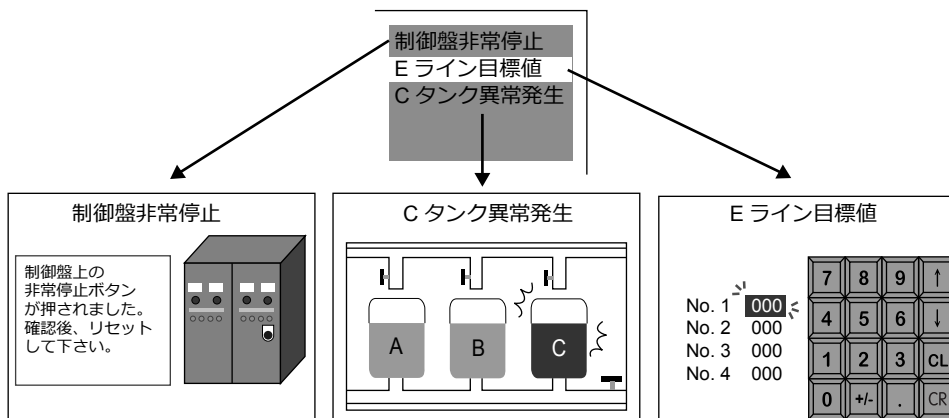 制御盤非常停止
E ライン目標値
C タンク異常発生
制御盤非常停止
制御盤上の
非常停止ボタン
が押されました。
確認後、リセット
して下さい。
C タンク異常発生
A
B
C
E ライン目標値
No. 1 000
No. 2 000
No. 3 000
No. 4 000
7 8 9 ↑
4 5 6 ↓
1 2 3 CL
0 +/- . CR